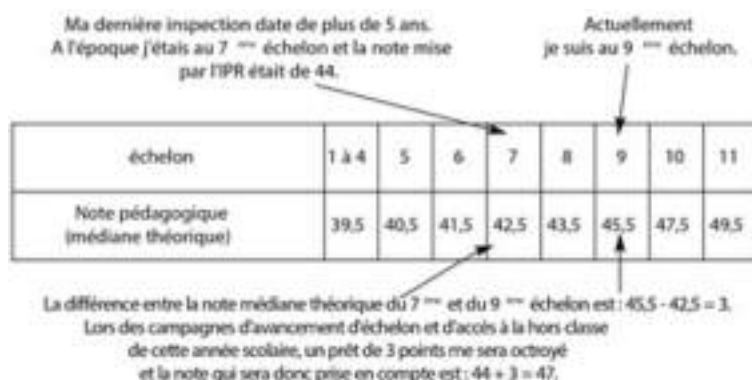 Ma dernière inspection date de plus de 5 ans.
A l'époque j'étais au 7 ème échelon et la note mise
par l'IPR était de 44.
Actuellement
je suis au 9 ème échelon.
échelon 1 à 4 5 6 7 8 9 10 11
Note pédagogique
(médiane théorique) 39,5 40,5 41,5 42,5 43,5 45,5 47,5 49,5
La différence entre la note médiane théorique du 7 ème et du 9 ème échelon est : 45,5 - 42,5 = 3.
Lors des campagnes d'avancement d'échelon et d'accés à la hors classe
de cette année scolaire, un prêt de 3 points me sera octroyé
et la note qui sera donc prise en compte est : 44 + 3 = 47.